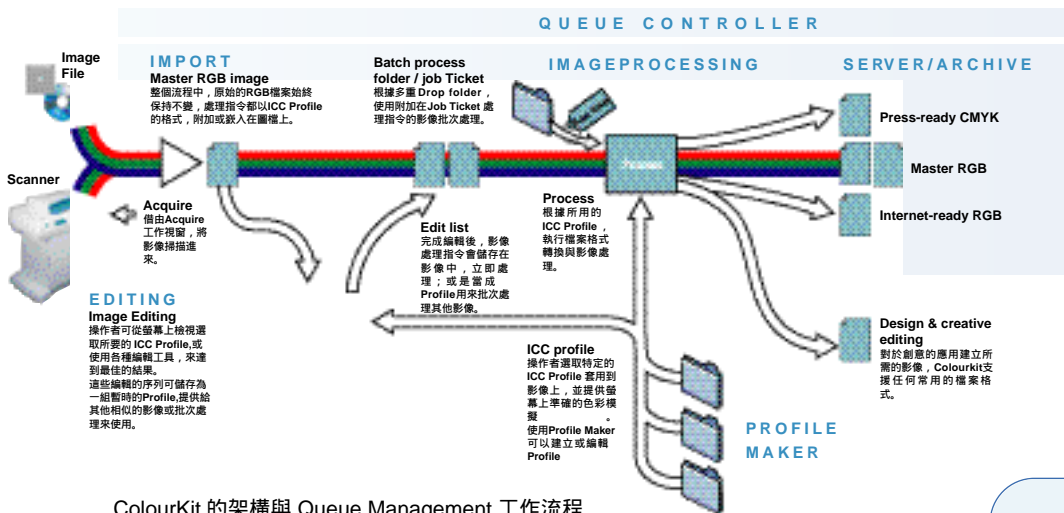 QUEUE CONTROLLER
IMPORT
IMAGEPROCESSING
SERVER/ARCHIVE
Image
File
Master RGB image
整個流程中，原始的RGB檔案始終
保持不變，處理指令都以ICC Profile
的格式，附加或嵌入在圖檔上。
Batch process
folder / job Ticket
根據多重 Drop folder，
使用附加在Job Ticket 處
理指令的影像批次處理。
Press-ready CMYK
Master RGB
Internet-ready RGB
Scanner
Acquire
借由Acquire
工作視窗，將
影像掃描進
來。
Process
Edit list
完成編輯後，影像
處理指令會儲存在
影像中，立即處
理；或是當成
Profile用來批次處
理其他影像。
Process
根據所用的
ICC Profile，
執行檔案格式
轉換與影像處
理。
EDITING
Image Editing
操作者可從螢幕上檢視選
取所要的 ICC Profile,或
使用各種編輯工具，來達
到最佳的結果。
這些編輯的序列可儲存為
一組暫時的Profile,提供給
其他相似的影像或批次處
理來使用。
ICC profile
操作者選取特定的
ICC Profile 套用到
影像上，並提供螢
幕上準確的色彩模
擬。
使用Profile Maker
可以建立或編輯
Profile
Design & creative
editing
對於創意的應用建立所
需的影像，Colourkit支
援任何常用的檔案格
式。
PROFILE
MAKER
ColourKit 的架構與 Queue Management 工作流程